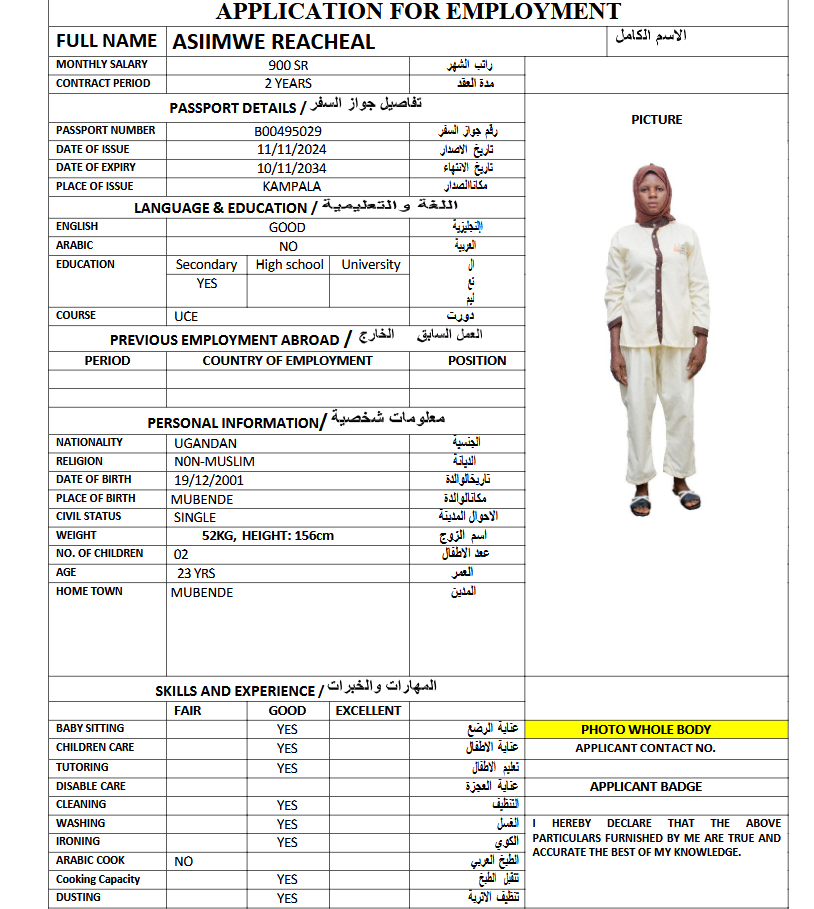 APPLICATION FOR EMPLOYMENT
FULL NAME ASIIMWE REACHEAL الاسم الكامل
MONTHLY SALARY 900 SR راتب الشهر
CONTRACT PERIOD 2 YEARS مدة العقد
PASSPORT DETAILS / تفاصيل جواز السفر
PICTURE
PASSPORT NUMBER B00495029 رقم جواز السفر
DATE OF ISSUE 11/11/2024 تاريخ الاصدار
DATE OF EXPIRY 10/11/2034 تاريخ الانتهاء
PLACE OF ISSUE KAMPALA مكاناالصدار
LANGUAGE & EDUCATION / اللغة والتعليمية
ENGLISH GOOD اإلنجليزية
ARABIC NO العربية
EDUCATION Secondary High school University ال
YES تع
ليم
COURSE UCE دورت
PREVIOUS EMPLOYMENT ABROAD / العمل السابق الخارج
PERIOD COUNTRY OF EMPLOYMENT POSITION
PERSONAL INFORMATION/ معلومات شخصية
NATIONALITY UGANDAN الجنسية
RELIGION N0N-MUSLIM الديانة
DATE OF BIRTH 19/12/2001 تاريخالوالدة
PLACE OF BIRTH MUBENDE مكانالوالدة
CIVIL STATUS SINGLE الاحوال المدينة
WEIGHT 52KG, HEIGHT: 156cm اسم الزوج
NO. OF CHILDREN 02 عدد الاطفال
AGE 23 YRS العمر
HOME TOWN MUBENDE المدين
SKILLS AND EXPERIENCE / المهارات والخبرات
FAIR GOOD EXCELLENT
BABY SITTING YES عناية الرضع
PHOTO WHOLE BODY
CHILDREN CARE YES عناية الاطفال
APPLICANT CONTACT NO.
TUTORING YES تعليم الاطفال
DISABLE CARE عناية العجزة
APPLICANT BADGE
CLEANING YES التنظيف
WASHING YES الغسل
I HEREBY DECLARE THAT THE ABOVE
IRONING YES الكوي
PARTICULARS FURNISHED BY ME ARE TRUE AND
ACCURATE THE BEST OF MY KNOWLEDGE.
ARABIC COOK NO الطبخ العربي
Cooking Capacity YES الطبخ
DUSTING YES تنظيف الاتربة